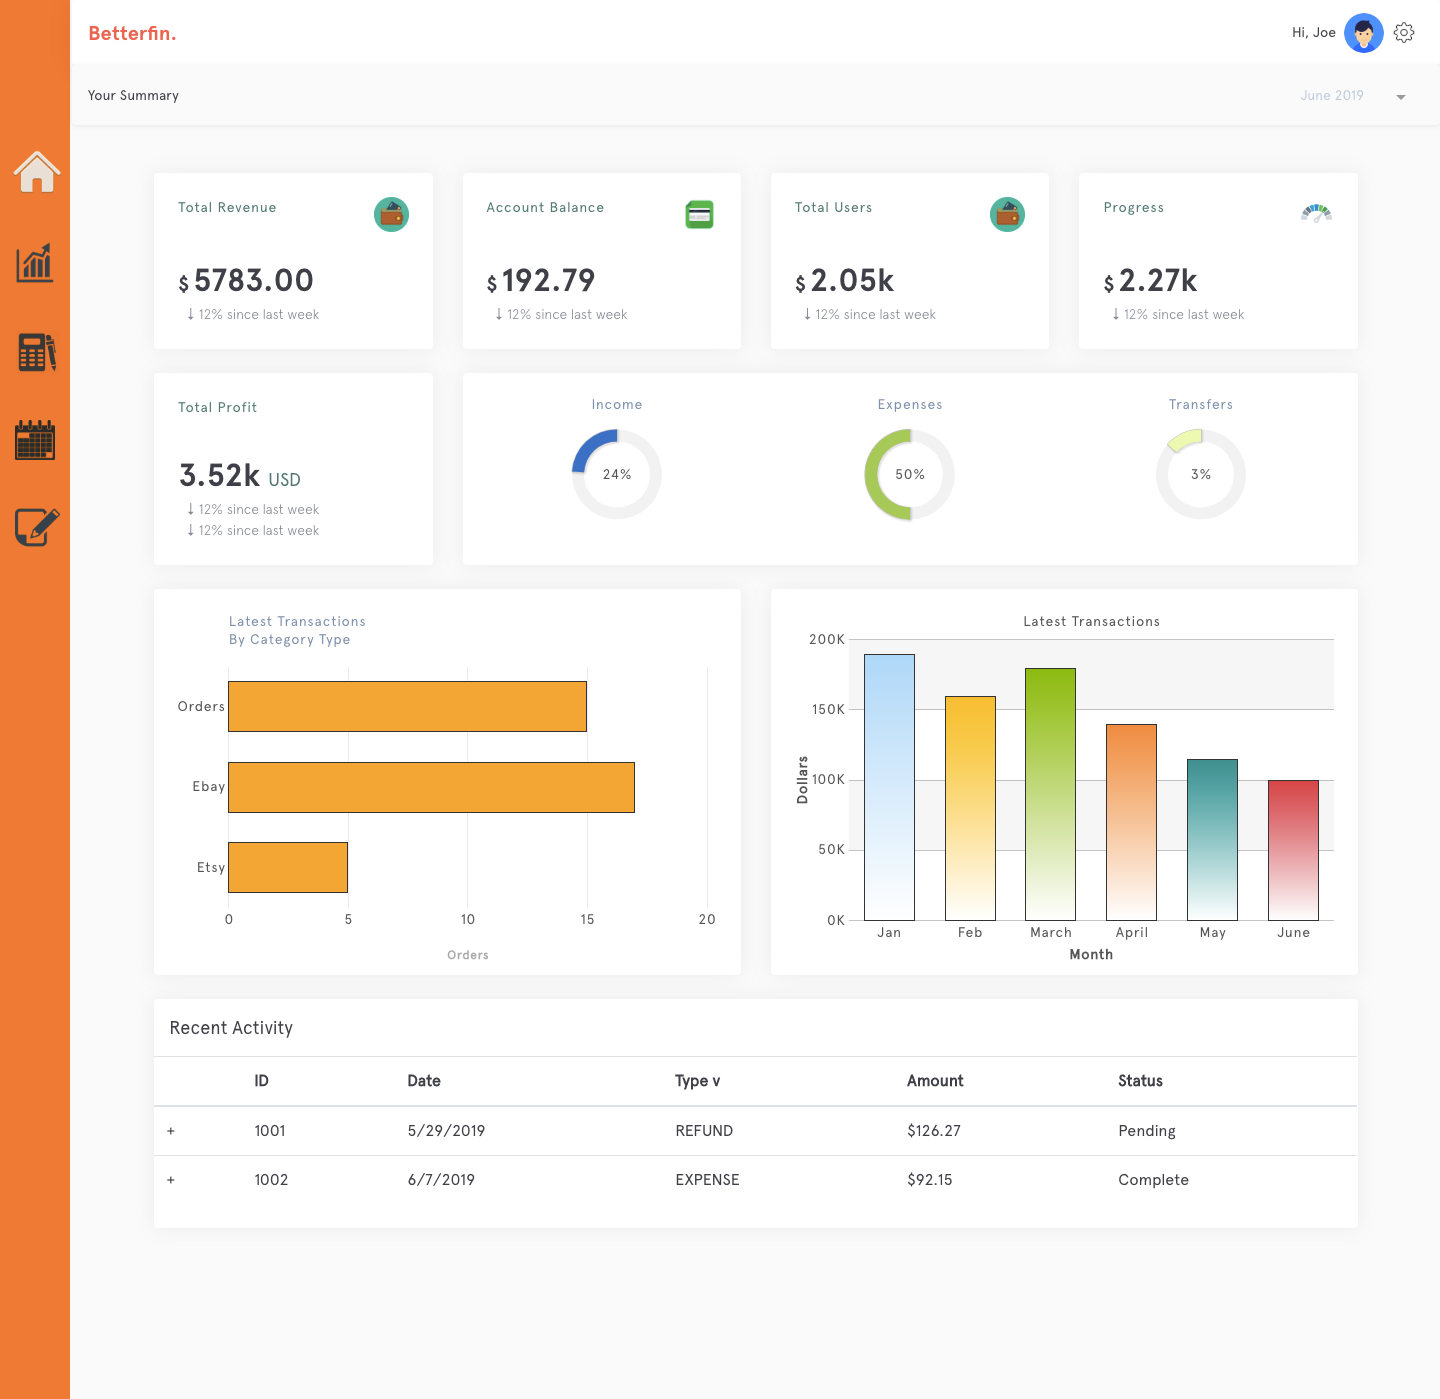 Betterfin.
Hi, Joe
Your Summary
June 2019
Total Revenue
$ 5783.00
↓ 12% since last week
Account Balance
$ 192.79
↓ 12% since last week
Total Users
$ 2.05k
↓ 12% since last week
Progress
$ 2.27k
↓ 12% since last week
Total Profit
3.52k USD
↓ 12% since last week
↓ 12% since last week
Income
24%
Expenses
50%
Transfers
3%
Latest Transactions
By Category Type
Orders
Ebay
Etsy
0 5 10 15 20
Orders
Latest Transactions
200K
150K
100K
50K
0K
Dollars
Jan Feb March April May June
Month
Recent Activity
ID Date Type v Amount Status
+ 1001 5/29/2019 REFUND $126.27 Pending
+ 1002 6/7/2019 EXPENSE $92.15 Complete